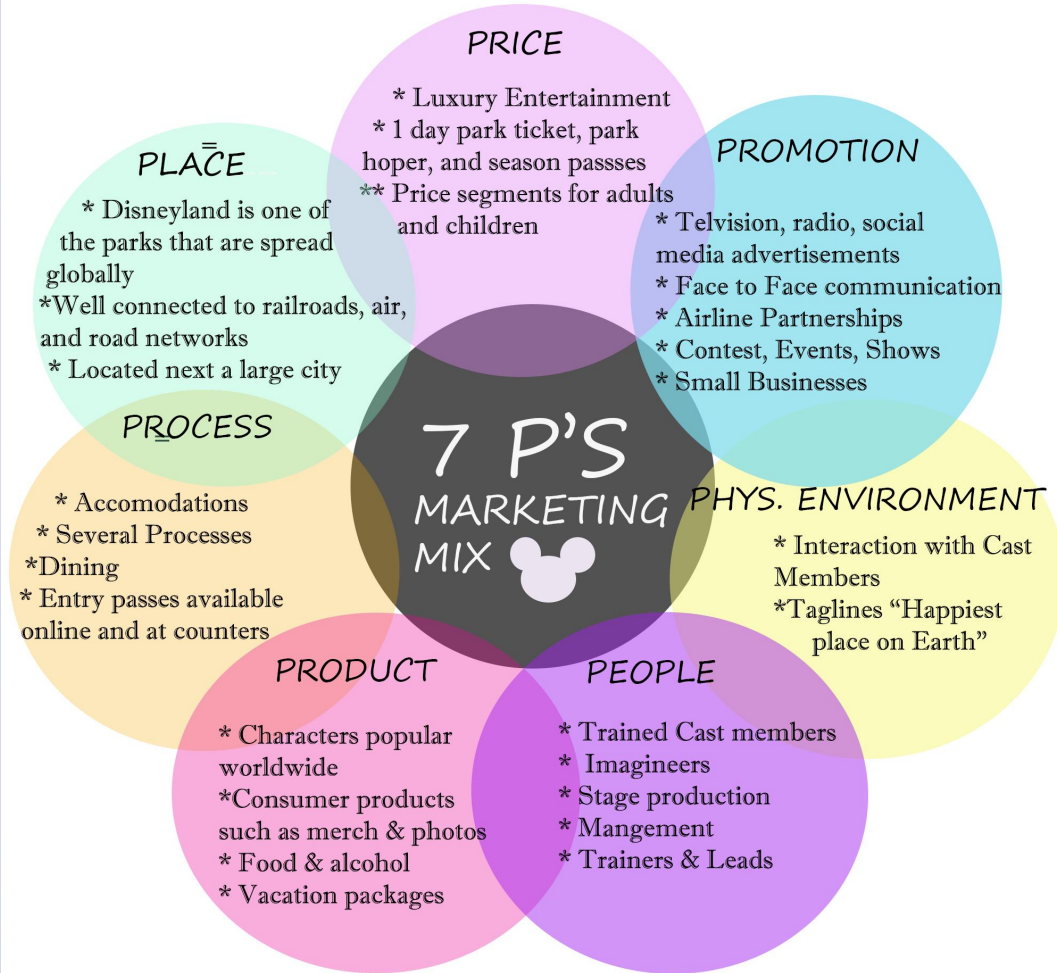 PRICE
* Luxury Entertainment
* 1 day park ticket, park
hoper, and season passses
** Price segments for adults
and children
PROMOTION
* Telvision, radio, social
media advertisements
* Face to Face communication
* Airline Partnerships
* Contest, Events, Shows
* Small Businesses
PHYS. ENVIRONMENT
* Interaction with Cast
Members
*Taglines “Happiest
place on Earth”
PEOPLE
* Trained Cast members
* Imagineers
* Stage production
* Mangement
* Trainers & Leads
PRODUCT
* Characters popular
worldwide
*Consumer products
such as merch & photos
* Food & alcohol
* Vacation packages
PROCESS
* Accomodations
* Several Processes
*Dining
* Entry passes available
online and at counters
=
PLACE
* Disneyland is one of
the parks that are spread
globally
*Well connected to railroads, air,
and road networks
* Located next a large city
7 P'S
MARKETING
MIX